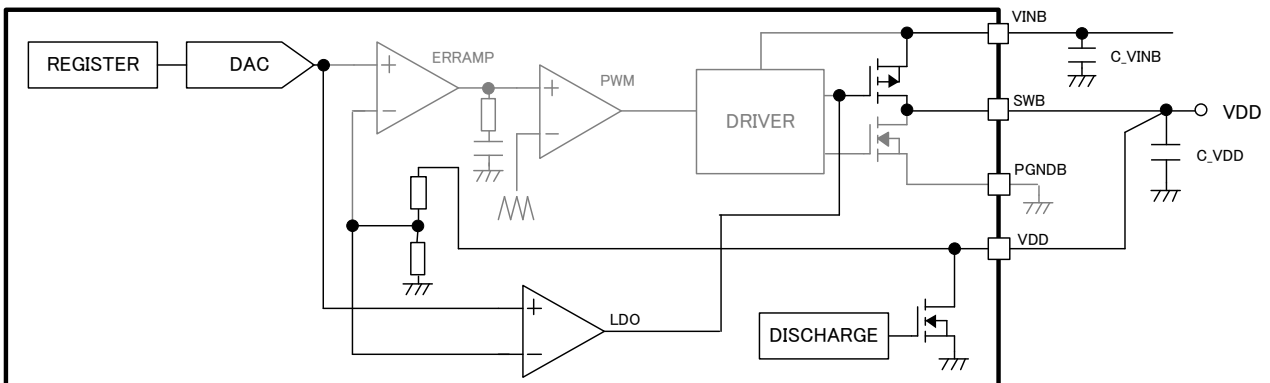 VINB
REGISTER
DAC
ERRAMP
PWM
DRIVER
C_VINB
SWB
VDD
C_VDD
PGNDB
VDD
LDO
DISCHARGE